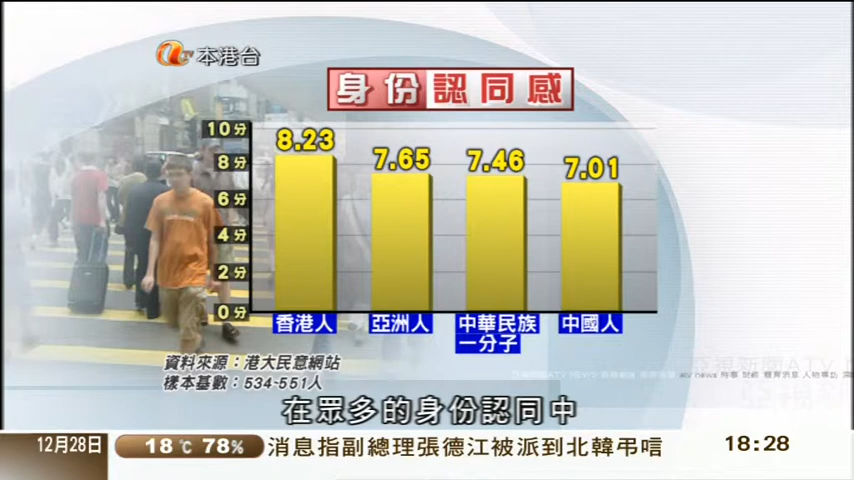 aTV 本港台
身份認同感
10分
8分
6分
4分
2分
0分
8.23
7.65
7.46
7.01
香港人
亞洲人
中華民族
一分子
中國人
資料來源：港大民意網站
樣本基數：534~551人
在眾多的身份認同中
12月28日
18℃ 78%
消息指副總理張德江被派到北韓弔唁
18:28